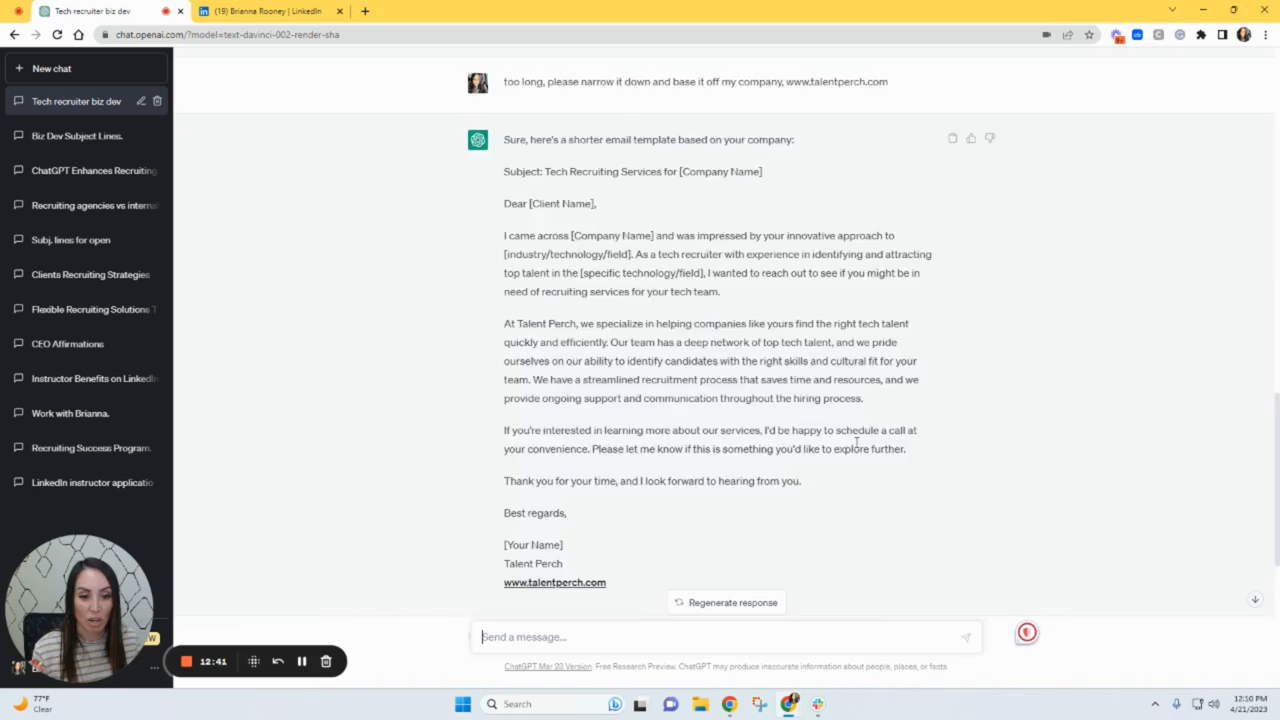 Tech recruiter biz dev
(19) Brianna Rooney | LinkedIn
chat.openai.com/?model=text-davinci-002-render-sha
New chat
Tech recruiter biz dev
Biz Dev Subject Lines.
ChatGPT Enhances Recruiting
Recruiting agencies vs interna
Subj. lines for open
Clients Recruiting Strategies
Flexible Recruiting Solutions T
CEO Affirmations
Instructor Benefits on LinkedIn
Work with Brianna.
Recruiting Success Program.
LinkedIn instructor applicatio
too long, please narrow it down and base it off my company, www.talentperch.com
Sure, here's a shorter email template based on your company:
Subject: Tech Recruiting Services for [Company Name]
Dear [Client Name],
I came across [Company Name] and was impressed by your innovative approach to
[industry/technology/field]. As a tech recruiter with experience in identifying and attracting
top talent in the [specific technology/field], I wanted to reach out to see if you might be in
need of recruiting services for your tech team.
At Talent Perch, we specialize in helping companies like yours find the right tech talent
quickly and efficiently. Our team has a deep network of top tech talent, and we pride
ourselves on our ability to identify candidates with the right skills and cultural fit for your
team. We have a streamlined recruitment process that saves time and resources, and we
provide ongoing support and communication throughout the hiring process.
If you're interested in learning more about our services, I'd be happy to schedule a call at
your convenience. Please let me know if this is something you'd like to explore further.
Thank you for your time, and I look forward to hearing from you.
Best regards,
[Your Name]
Talent Perch
www.talentperch.com
Regenerate response
Send a message...
ChatGPT Mar 23 Version. Free Research Preview. ChatGPT may produce inaccurate information about people, places, or facts.
12:41
77°F
Clear
Search
12:10 PM
4/21/2023